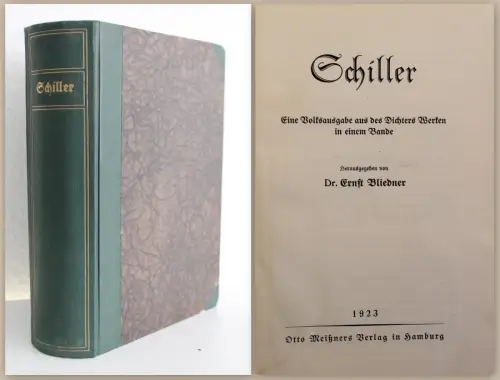 Schiller
Schiller
Eine Volksausgabe aus des Dichters Werken
in einem Bande
Herausgegeben von
Dr. Ernst Bliedner
1923
Otto Meißners Verlag in Hamburg